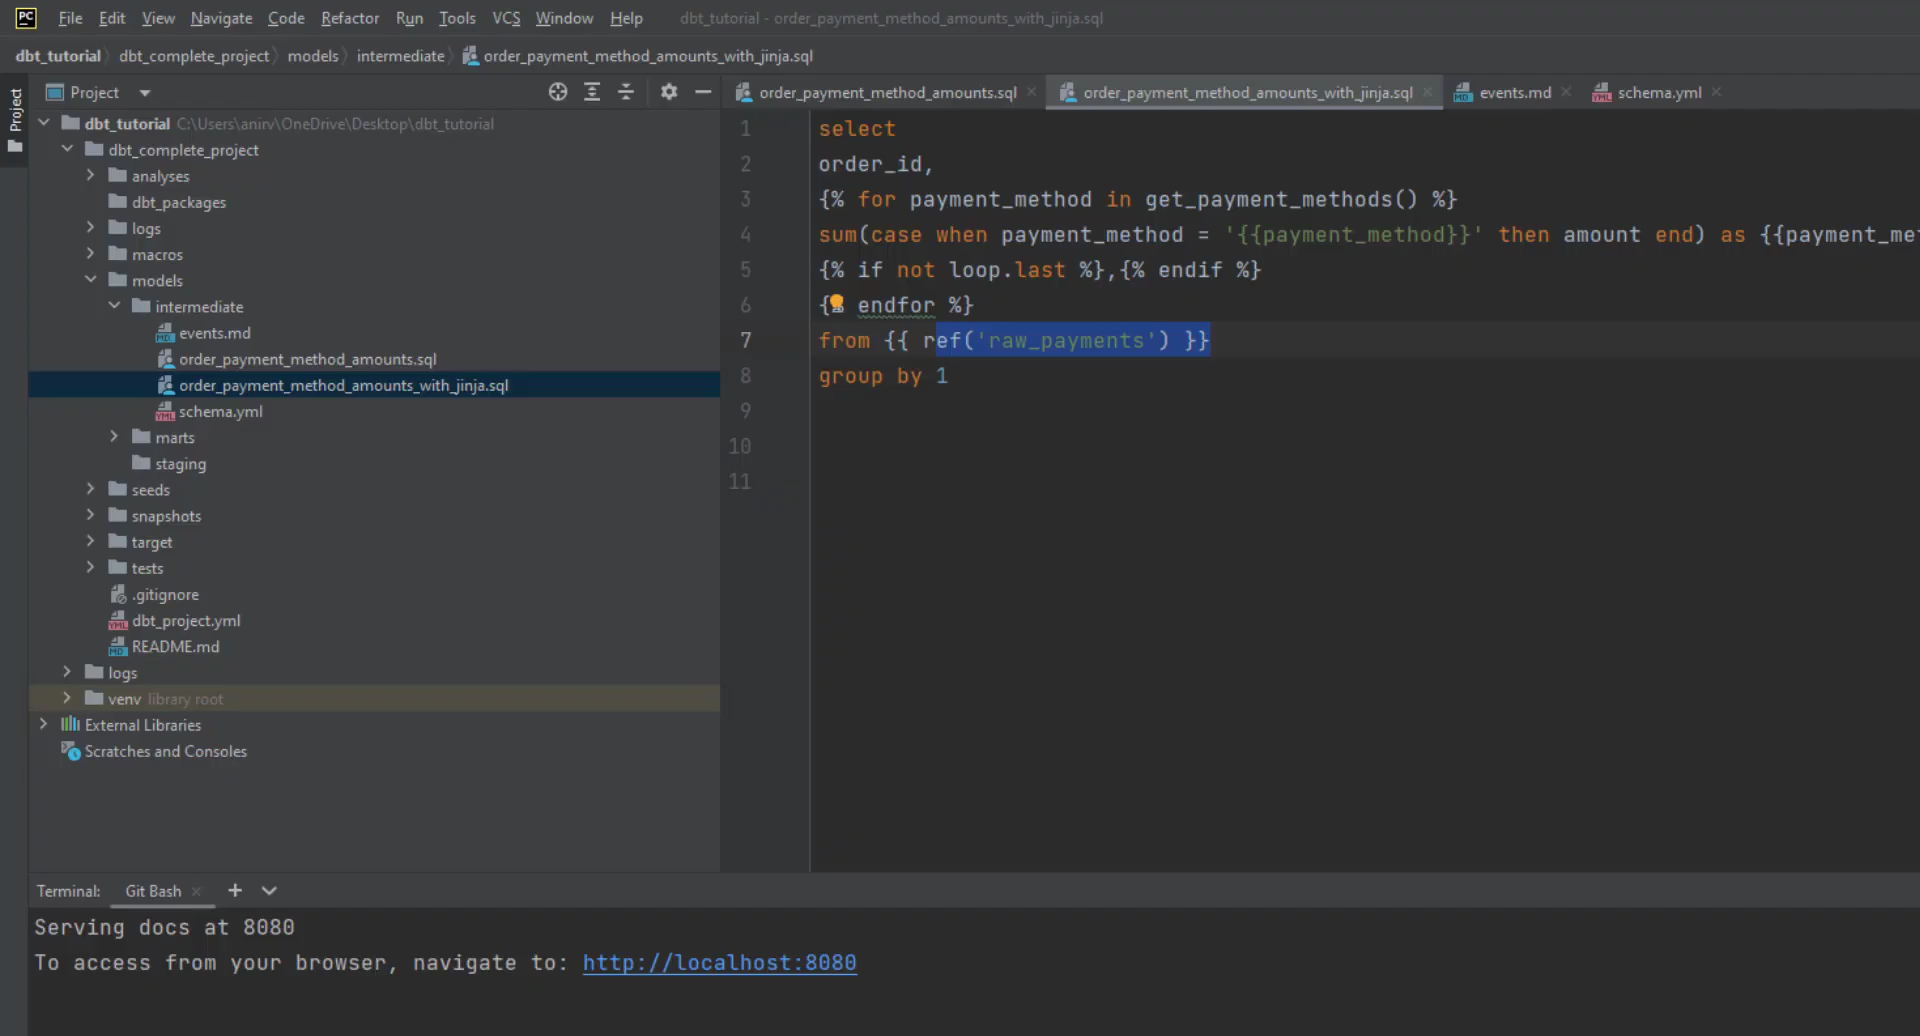 PC File Edit View Navigate Code Refactor Run Tools VCS Window Help dbt_tutorial - order_payment_method_amounts_with_jinja.sql
dbt_tutorial dbt_complete_project models intermediate order_payment_method_amounts_with_jinja.sql
Project
Project
order_payment_method_amounts.sql order_payment_method_amounts_with_jinja.sql events.md schema.yml
dbt_tutorial C:\Users\anirv\OneDrive\Desktop\dbt_tutorial
dbt_complete_project
analyses
dbt_packages
logs
macros
models
intermediate
events.md
order_payment_method_amounts.sql
order_payment_method_amounts_with_jinja.sql
schema.yml
marts
staging
seeds
snapshots
target
tests
.gitignore
dbt_project.yml
README.md
logs
venv library root
External Libraries
Scratches and Consoles
1 select
2 order_id,
3 {% for payment_method in get_payment_methods() %}
4 sum(case when payment_method = '{{payment_method}}' then amount end) as {{payment_me
5 {% if not loop.last %},{% endif %}
6 { endfor %}
7 from {{ ref('raw_payments') }}
8 group by 1
9
10
11
Terminal: Git Bash
Serving docs at 8080
To access from your browser, navigate to: http://localhost:8080